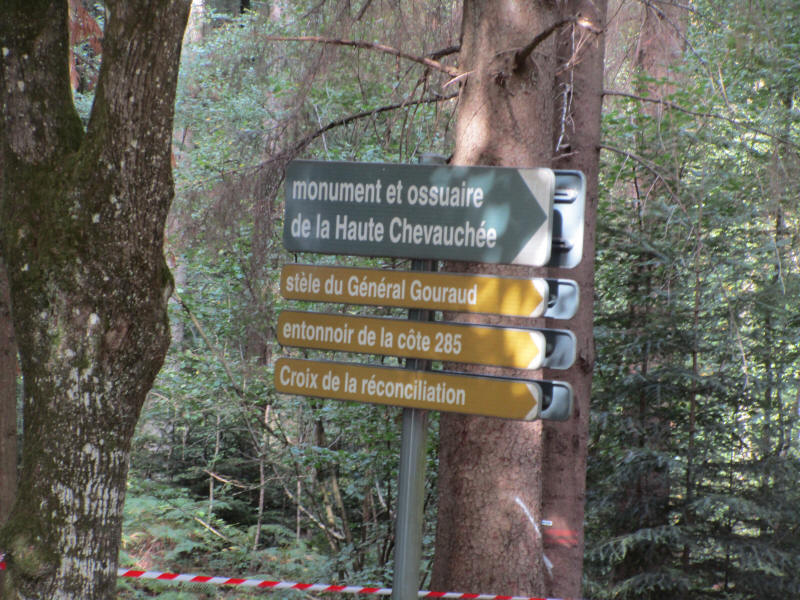 monument et ossuaire
de la Haute Chevauchée
stèle du Général Gouraud
entonnoir de la côte 285
Croix de la réconciliation